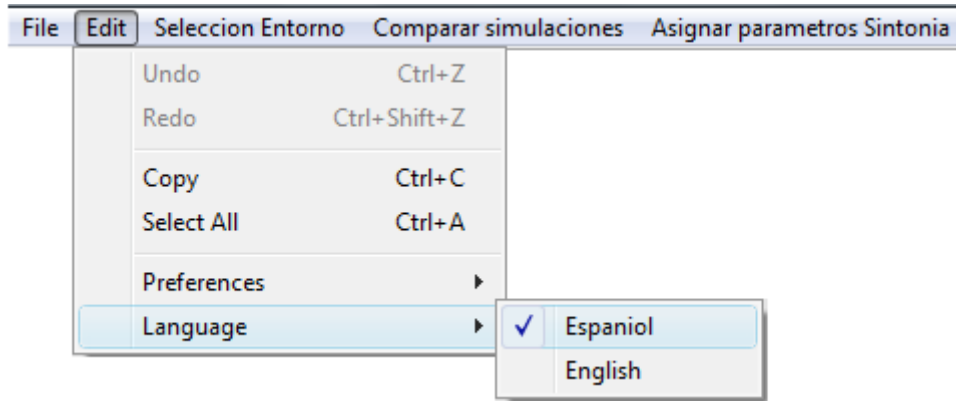 File Edit Seleccion Entorno Comparar simulaciones Asignar parametros Sintonia
Undo Ctrl+Z
Redo Ctrl+Shift+Z
Copy Ctrl+C
Select All Ctrl+A
Preferences
Language
Espaniol
English